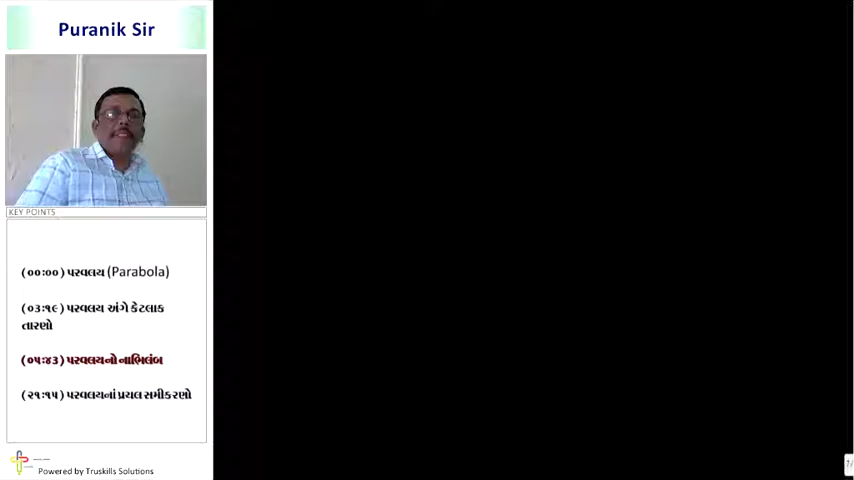 Puranik Sir
KEY POINTS
(૦૦:૦૦) પરવલય (Parabola)
(૦૩:૧૯) પરવલય અંગે કેટલાક
તારણો
(૦૫:૪૩) પરવલયનો નાભિલંબ
(૨૧:૧૫) પરવલયનાં પ્રચલ સમીકરણો
Powered by Truskills Solutions